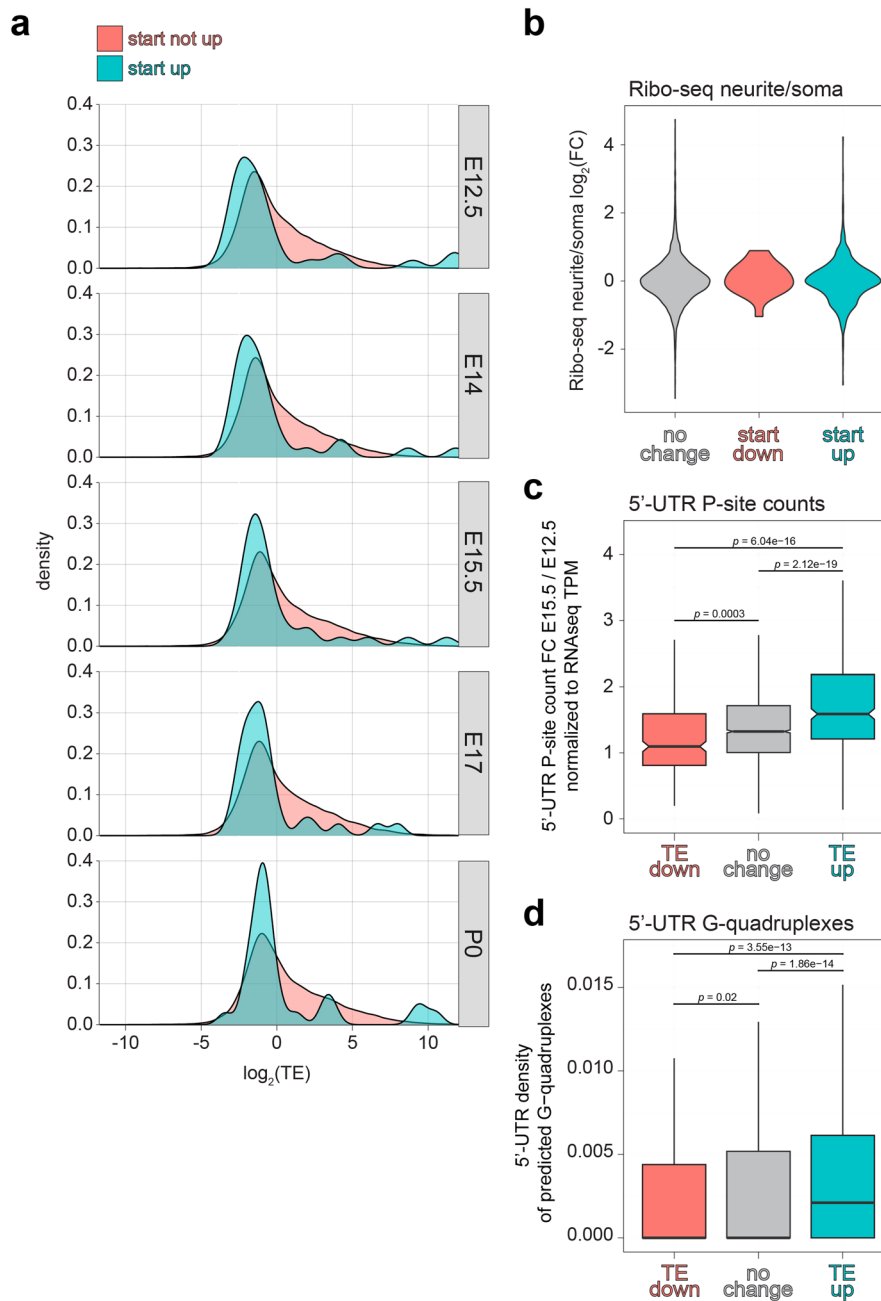 a
start not up
start up
0.4
0.3
0.2
0.1
0.0
E12.5
0.4
0.3
0.2
0.1
0.0
E14
0.4
0.3
0.2
0.1
0.0
E15.5
0.4
0.3
0.2
0.1
0.0
E17
0.4
0.3
0.2
0.1
0.0
P0
density
-10
-5
0
5
10
log2(TE)
b
Ribo-seq neurite/soma
Ribo-seq neurite/soma log2(FC)
4
2
0
-2
no
change
start
down
start
up
c
5'-UTR P-site counts
5'-UTR P-site count FC E15.5 / E12.5
normalized to RNAseq TPM
4
3
2
1
0
p = 6.04e−16
p = 2.12e−19
p = 0.0003
TE
down
no
change
TE
up
d
5'-UTR G-quadruplexes
5'-UTR density
of predicted G−quadruplexes
0.015
0.010
0.005
0.000
p = 3.55e−13
p = 1.86e−14
p = 0.02
TE
down
no
change
TE
up